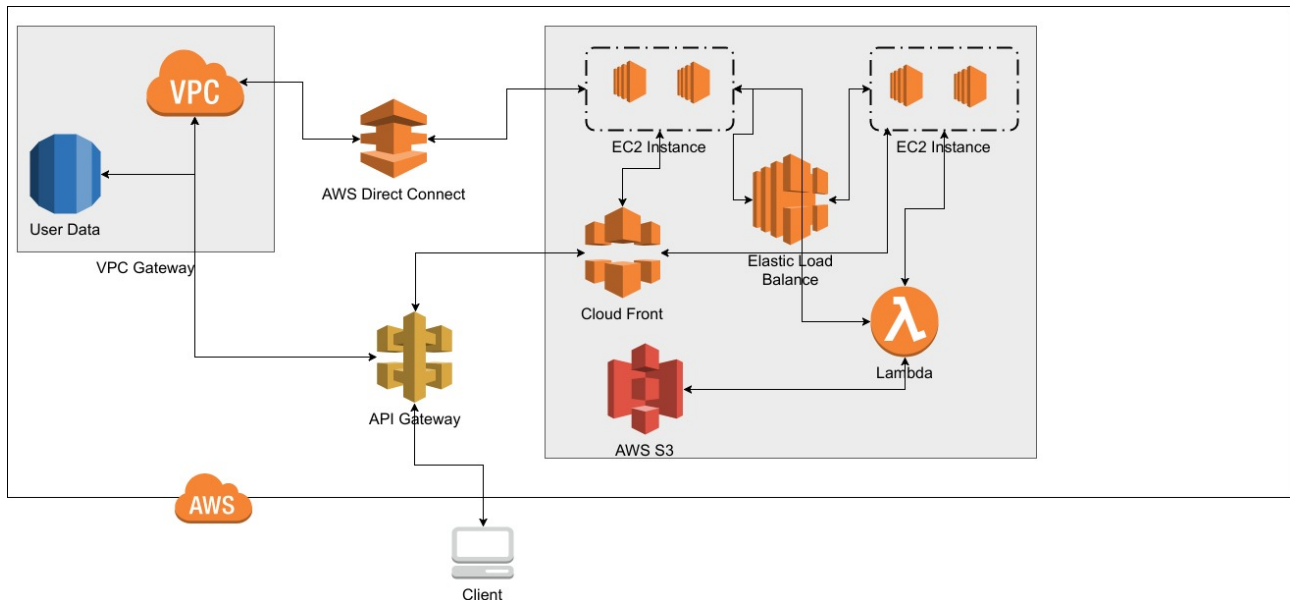 VPC
EC2 Instance
EC2 Instance
AWS Direct Connect
User Data
VPC Gateway
Elastic Load
Balance
Cloud Front
Lambda
API Gateway
AWS S3
AWS
Client